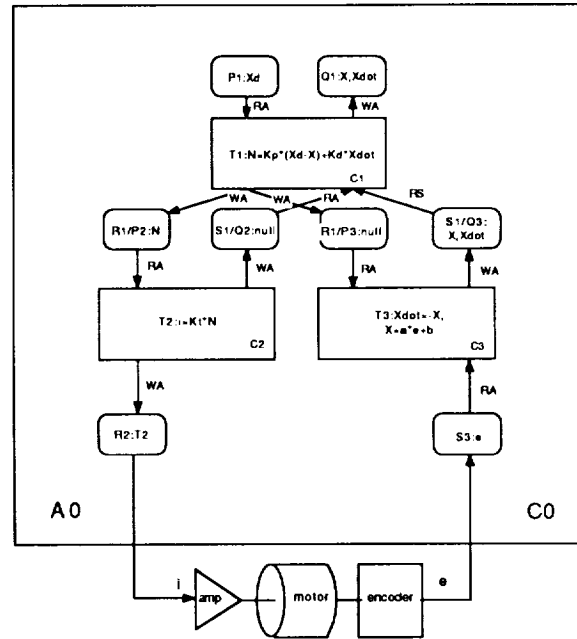 P1:Xd
Q1:X,Xdot
RA
WA
T1:N=Kp*(Xd-X)+Kd*Xdot
C1
WA
WA
RA
RS
R1/P2:N
S1/Q2:null
R1/P3:null
S1/Q3:
X,Xdot
RA
WA
RA
WA
T2:i=Kt*N
C2
T3:Xdot=-X,
X=a*e+b
C3
WA
RA
R2:T2
S3:e
A0
C0
i
e
amp
motor
encoder